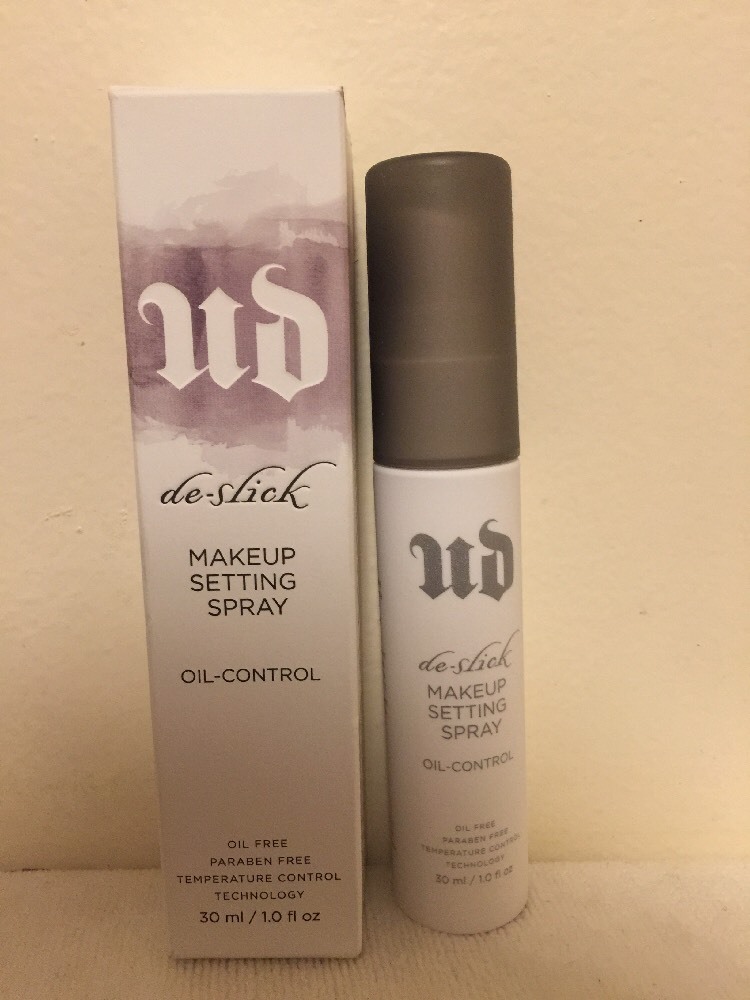 ud
de-slick
MAKEUP
SETTING
SPRAY
OIL-CONTROL
OIL FREE
PARABEN FREE
TEMPERATURE CONTROL
TECHNOLOGY
30 ml / 1.0 fl oz
ud
de-slick
MAKEUP
SETTING
SPRAY
OIL-CONTROL
OIL FREE
PARABEN FREE
TEMPERATURE CONTROL
TECHNOLOGY
30 ml / 1.0 fl oz